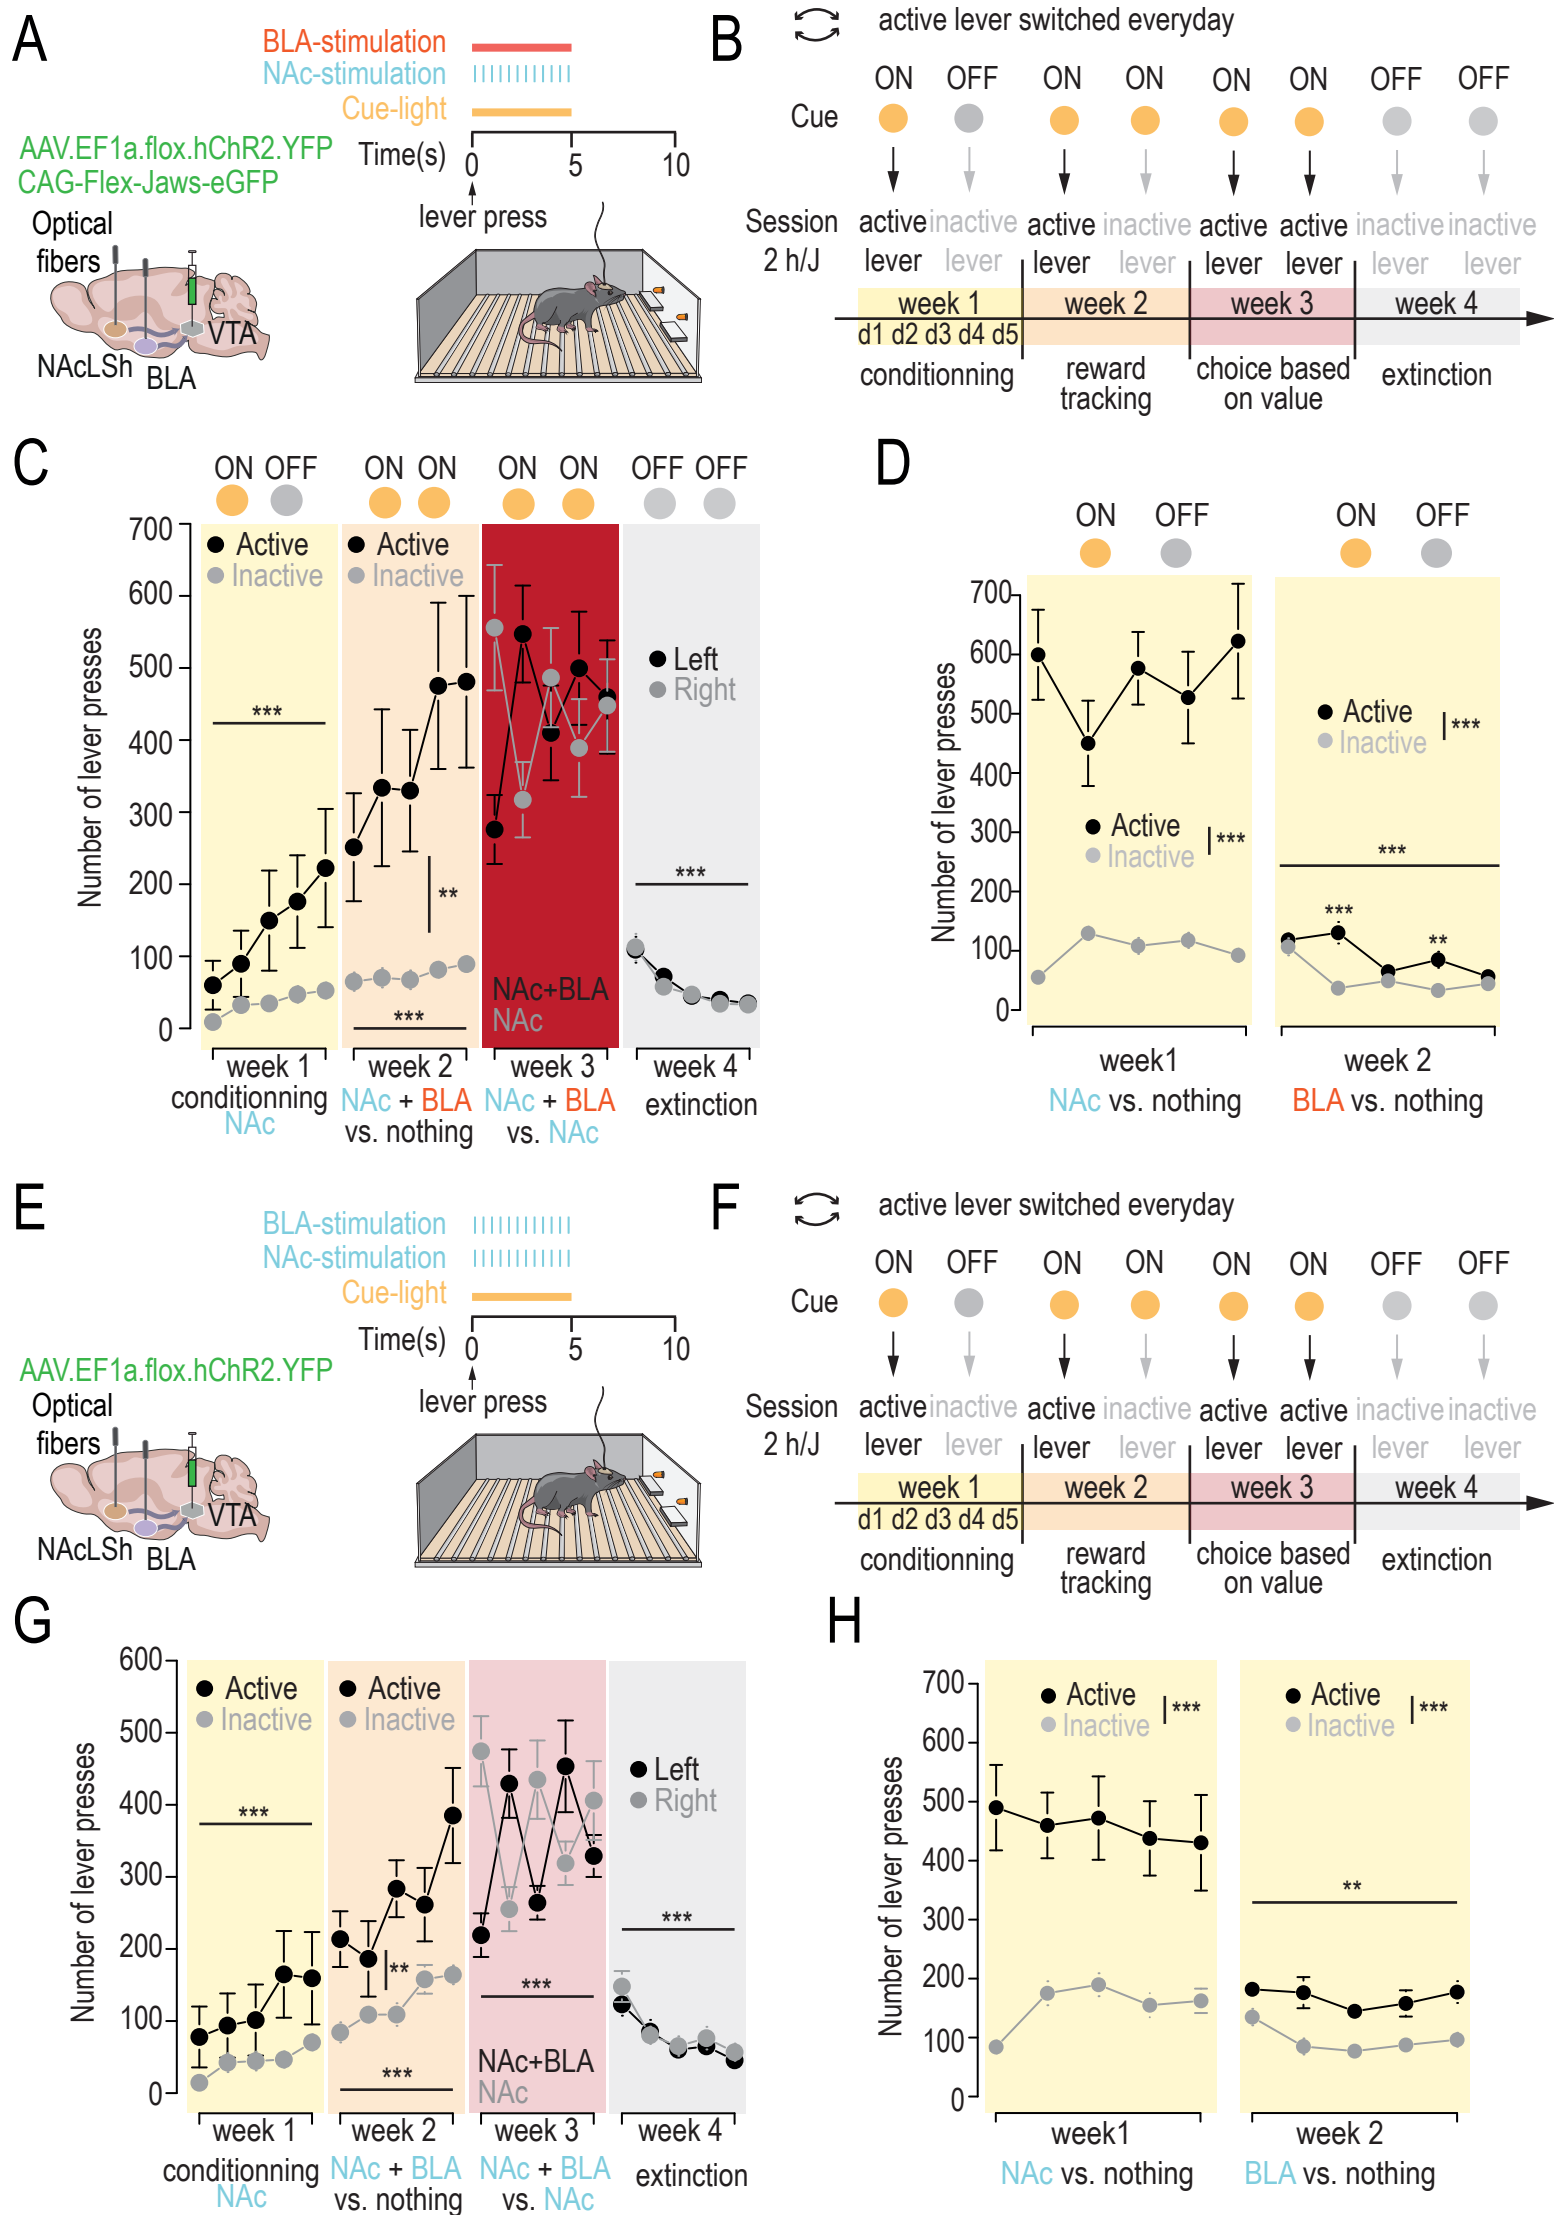 A
BLA-stimulation
NAc-stimulation
Cue-light
AAV.EF1a.flox.hChR2.YFP
CAG-Flex-Jaws-eGFP
Time(s)
0 5 10
lever press
Optical
fibers
VTA
NAcLSh
BLA
B
active lever switched everyday
ON OFF ON ON ON ON OFF OFF
Cue
Session
2 h/J
active inactive active inactive active active inactive inactive
lever lever lever lever lever lever lever lever
week 1 week 2 week 3 week 4
d1 d2 d3 d4 d5
conditionning
reward
tracking
choice based
on value
extinction
C
ON OFF ON ON ON ON OFF OFF
Number of lever presses
700
600
500
400
300
200
100
0
Active
Inactive
***
Active
Inactive
**
***
NAc+BLA
NAc
Left
Right
***
week 1
conditionning
NAc
week 2
NAc + BLA
vs. nothing
week 3
NAc + BLA
vs. NAc
week 4
extinction
D
ON OFF ON OFF
Number of lever presses
700
600
500
400
300
200
100
0
Active
Inactive
***
Active
Inactive
***
***
***
**
week1
NAc vs. nothing
week 2
BLA vs. nothing
E
BLA-stimulation
NAc-stimulation
Cue-light
AAV.EF1a.flox.hChR2.YFP
Time(s)
0 5 10
lever press
Optical
fibers
VTA
NAcLSh
BLA
F
active lever switched everyday
ON OFF ON ON ON ON OFF OFF
Cue
Session
2 h/J
active inactive active inactive active active inactive inactive
lever lever lever lever lever lever lever lever
week 1 week 2 week 3 week 4
d1 d2 d3 d4 d5
conditionning
reward
tracking
choice based
on value
extinction
G
Number of lever presses
600
500
400
300
200
100
0
Active
Inactive
***
Active
Inactive
**
***
***
NAc+BLA
NAc
Left
Right
***
week 1
conditionning
NAc
week 2
NAc + BLA
vs. nothing
week 3
NAc + BLA
vs. NAc
week 4
extinction
H
Number of lever presses
700
600
500
400
300
200
100
0
Active
Inactive
***
Active
Inactive
***
**
week1
NAc vs. nothing
week 2
BLA vs. nothing